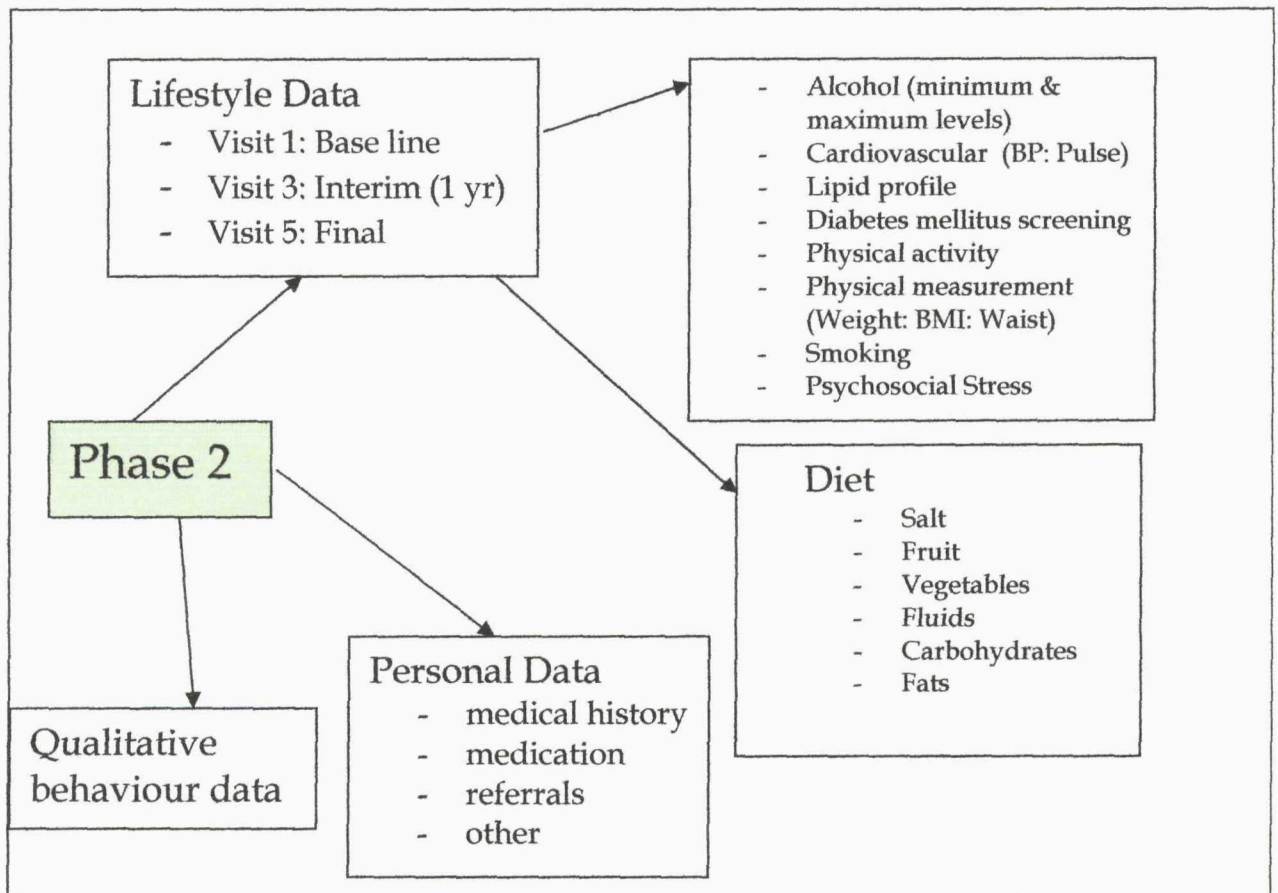 Lifestyle Data
- Visit 1: Base line
- Visit 3: Interim (1 yr)
- Visit 5: Final
- Alcohol (minimum &
maximum levels)
- Cardiovascular (BP: Pulse)
- Lipid profile
- Diabetes mellitus screening
- Physical activity
- Physical measurement
(Weight: BMI: Waist)
- Smoking
- Psychosocial Stress
Phase 2
Diet
- Salt
- Fruit
- Vegetables
- Fluids
- Carbohydrates
- Fats
Personal Data
- medical history
- medication
- referrals
- other
Qualitative
behaviour data